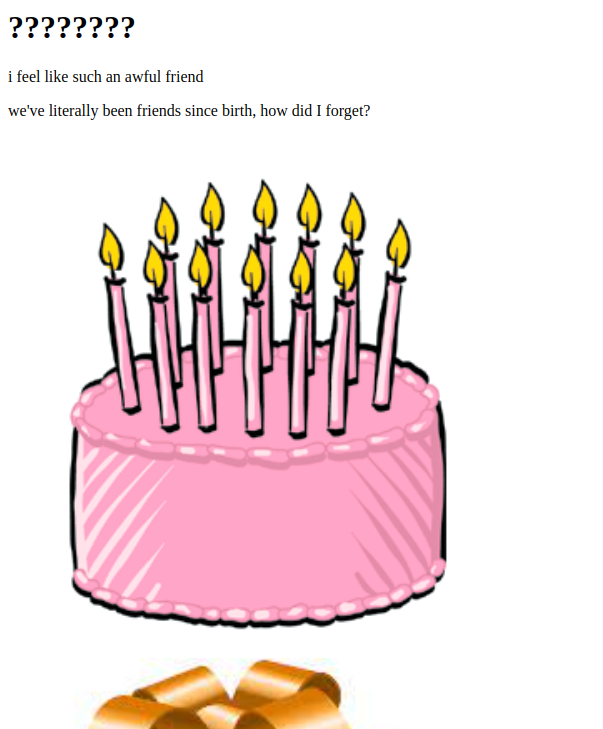 ????????
i feel like such an awful friend
we've literally been friends since birth, how did I forget?